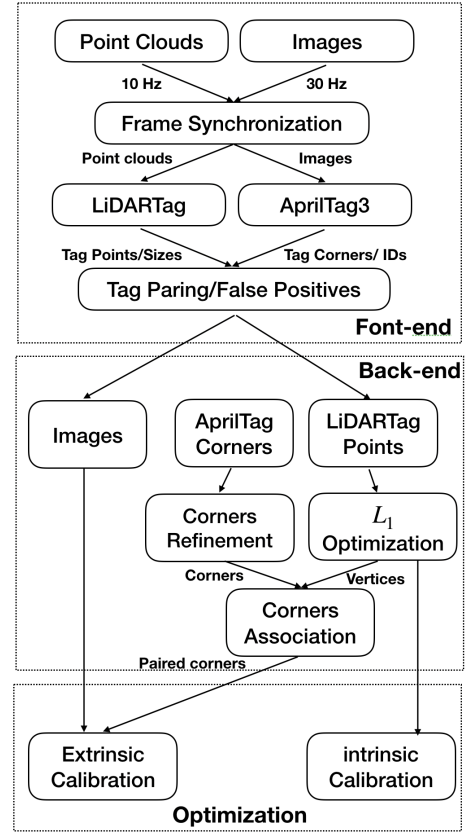 Point Clouds
Images
10 Hz
30 Hz
Frame Synchronization
Point clouds
Images
LiDARTag
AprilTag3
Tag Points/Sizes
Tag Corners/ IDs
Tag Paring/False Positives
Font-end
Back-end
Images
AprilTag
Corners
LiDARTag
Points
Corners
Refinement
L1
Optimization
Corners
Vertices
Corners
Association
Paired corners
Extrinsic
Calibration
intrinsic
Calibration
Optimization